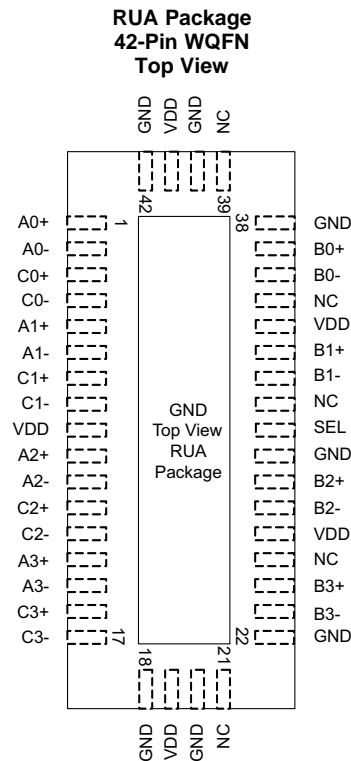 RUA Package
42-Pin WQFN
Top View
GND
VDD
GND
NC
42
39
A0+
1
38
GND
A0-
B0+
C0+
B0-
C0-
NC
A1+
VDD
A1-
B1+
C1+
B1-
C1-
NC
VDD
SEL
A2+
GND
A2-
B2+
C2+
B2-
C2-
VDD
A3+
NC
A3-
B3+
C3+
B3-
C3-
17
22
GND
GND
Top View
RUA
Package
18
21
GND
VDD
GND
NC